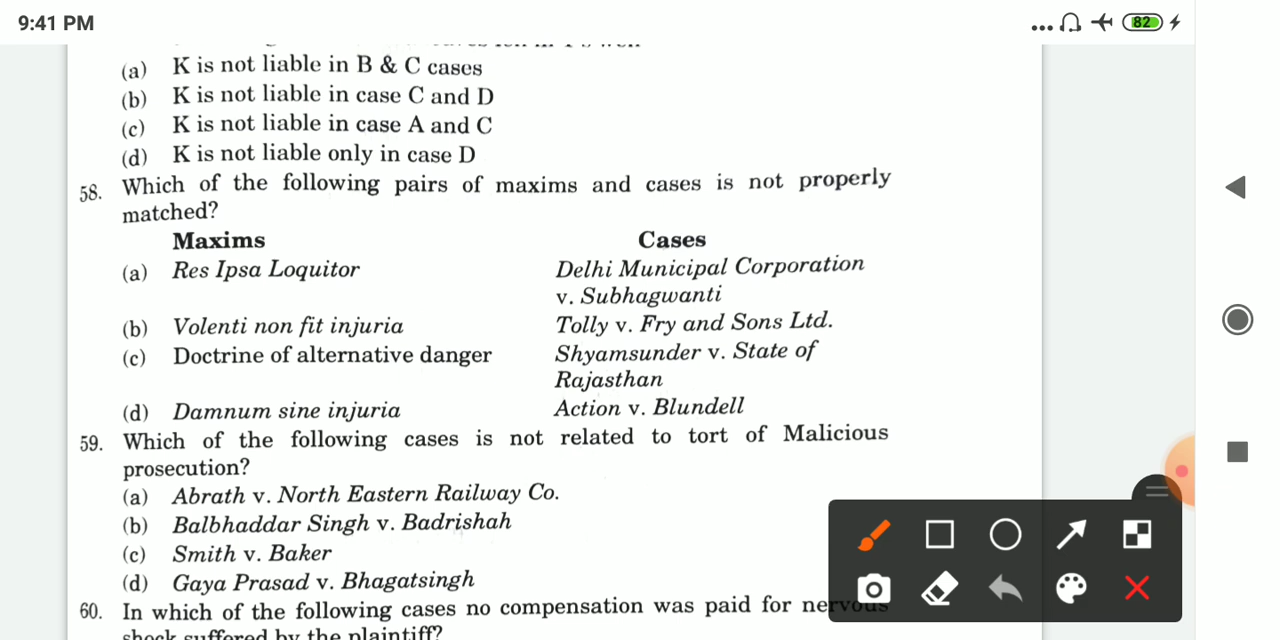 9:41 PM
82
(a) K is not liable in B & C cases
(b) K is not liable in case C and D
(c) K is not liable in case A and C
(d) K is not liable only in case D
58. Which of the following pairs of maxims and cases is not properly
matched?
Maxims Cases
(a) Res Ipsa Loquitor Delhi Municipal Corporation
v. Subhagwanti
(b) Volenti non fit injuria Tolly v. Fry and Sons Ltd.
(c) Doctrine of alternative danger Shyamsunder v. State of
Rajasthan
(d) Damnum sine injuria Action v. Blundell
59. Which of the following cases is not related to tort of Malicious
prosecution?
(a) Abrath v. North Eastern Railway Co.
(b) Balbhaddar Singh v. Badrishah
(c) Smith v. Baker
(d) Gaya Prasad v. Bhagatsingh
60. In which of the following cases no compensation was paid for nervous
shock suffered by the plaintiff?